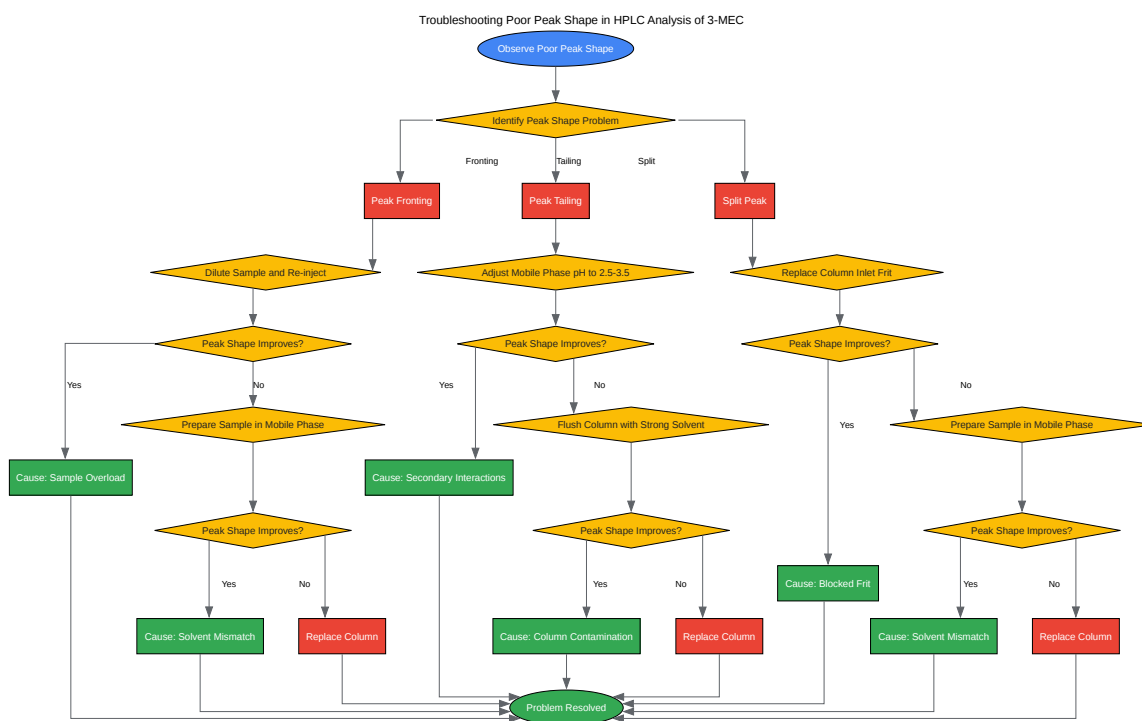 Troubleshooting Poor Peak Shape in HPLC Analysis of 3-MEC
Observe Poor Peak Shape
Identify Peak Shape Problem
Fronting
Tailing
Split
Peak Fronting
Peak Tailing
Split Peak
Dilute Sample and Re-inject
Adjust Mobile Phase pH to 2.5-3.5
Replace Column Inlet Frit
Peak Shape Improves?
Peak Shape Improves?
Peak Shape Improves?
Yes
No
Yes
No
No
Prepare Sample in Mobile Phase
Flush Column with Strong Solvent
Yes
Prepare Sample in Mobile Phase
Cause: Sample Overload
Cause: Secondary Interactions
Peak Shape Improves?
Peak Shape Improves?
Peak Shape Improves?
Yes
No
Yes
No
Cause: Blocked Frit
Yes
No
Cause: Solvent Mismatch
Replace Column
Cause: Column Contamination
Replace Column
Cause: Solvent Mismatch
Replace Column
Problem Resolved